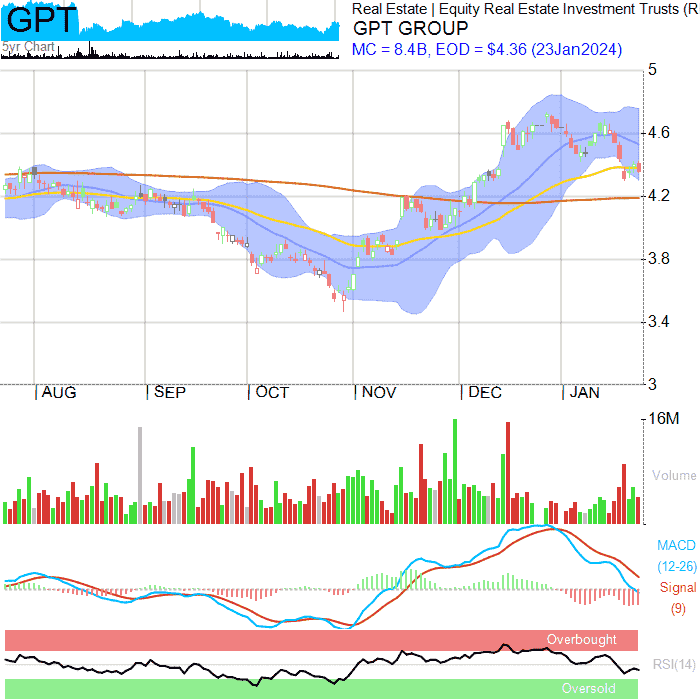 GPT
5yr Chart
Real Estate | Equity Real Estate Investment Trusts (R
GPT GROUP
MC = 8.4B, EOD = $4.36 (23Jan2024)
5
4.6
4.2
3.8
3.4
3
AUG
SEP
OCT
NOV
DEC
JAN
16M
Volume
MACD
(12-26)
Signal
(9)
Overbought
RSI(14)
Oversold